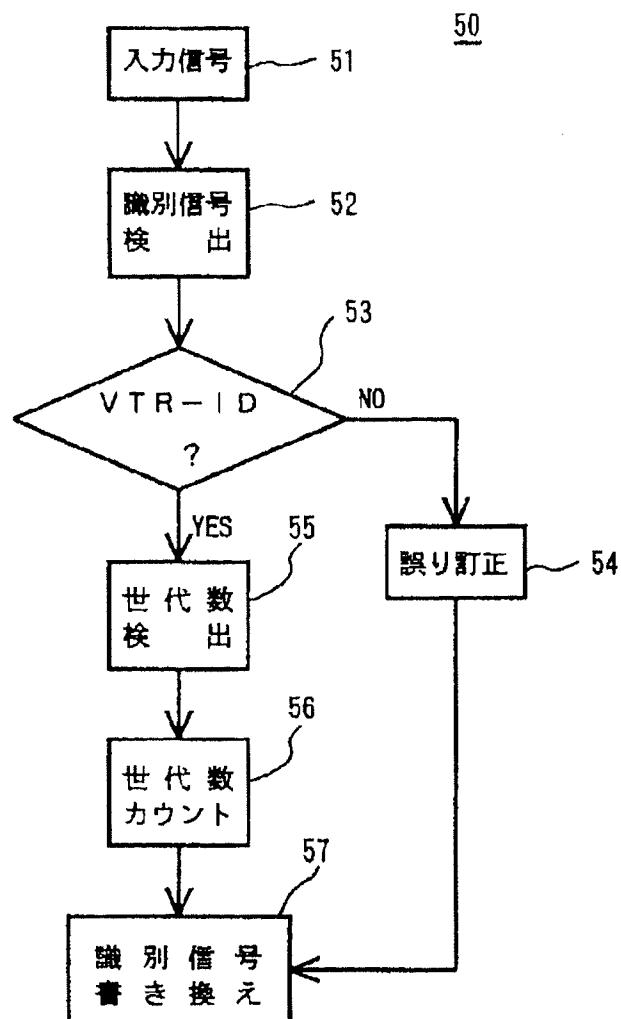 50
入力信号
51
識別信号
検出
52
53
VTR-ID
?
NO
YES
55
世代数
検出
誤り訂正
54
56
世代数
カウント
57
識別信号
書き換え